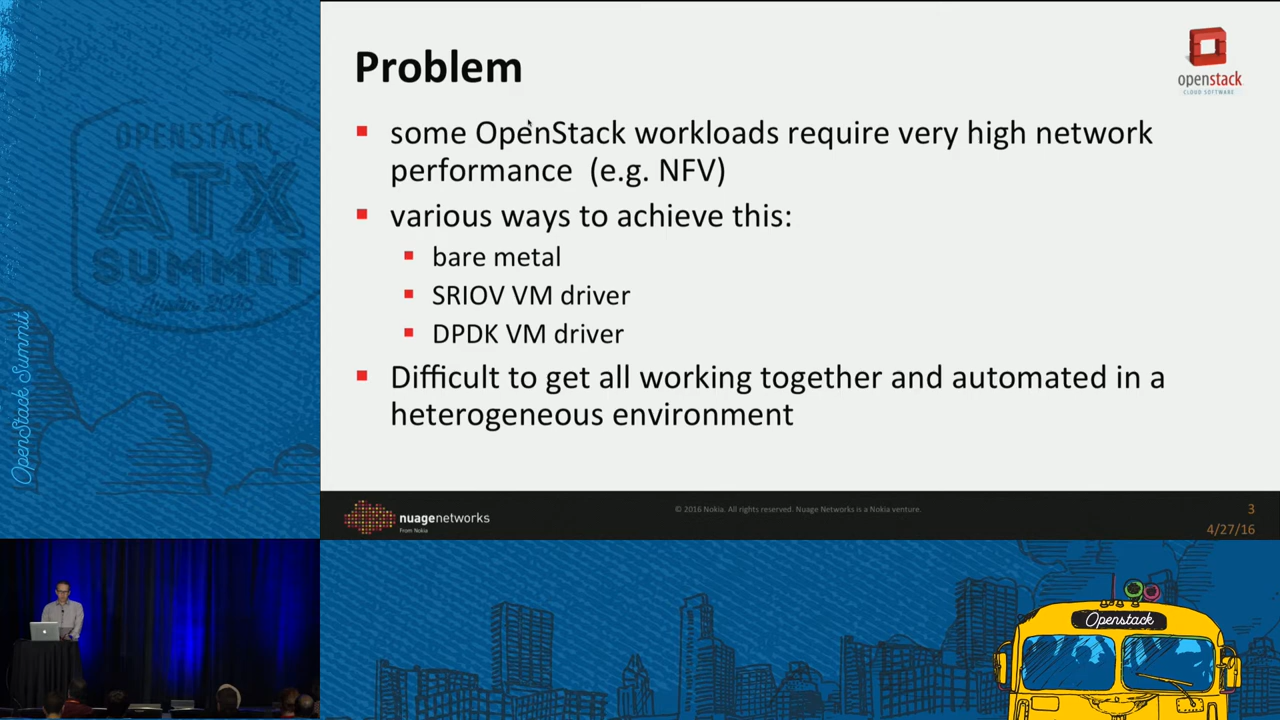 Problem
openstack
CLOUD SOFTWARE
some OpenStack workloads require very high network
performance (e.g. NFV)
various ways to achieve this:
bare metal
SRIOV VM driver
DPDK VM driver
Difficult to get all working together and automated in a
heterogeneous environment
nuagenetworks
From Nokia
© 2016 Nokia. All rights reserved. Nuage Networks is a Nokia venture.
3
4/27/16
OPENSTACK
ATX
SUMMIT
Austin 2016
OpenStack Summit
Openstack